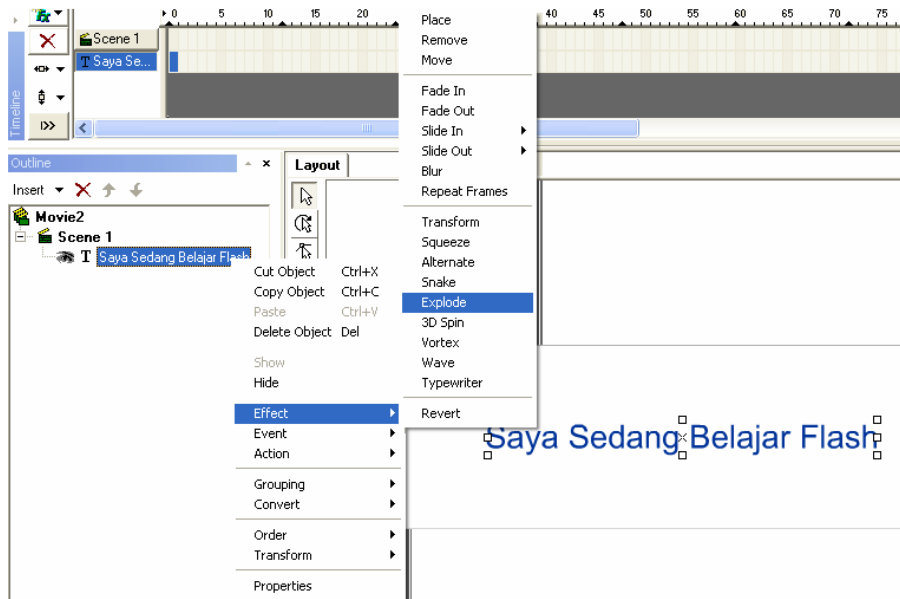 0 5 10 15 20 40 45 50 55 60 65 70 75
Scene 1
T Saya Se...
Timeline
Outline
Insert
Movie2
Scene 1
T Saya Sedang Belajar Flash
Layout
Cut Object Ctrl+X
Copy Object Ctrl+C
Paste Ctrl+V
Delete Object Del
Show
Hide
Effect
Event
Action
Grouping
Convert
Order
Transform
Properties
Place
Remove
Move
Fade In
Fade Out
Slide In
Slide Out
Blur
Repeat Frames
Transform
Squeeze
Alternate
Snake
Explode
3D Spin
Vortex
Wave
Typewriter
Revert
Saya Sedang Belajar Flash